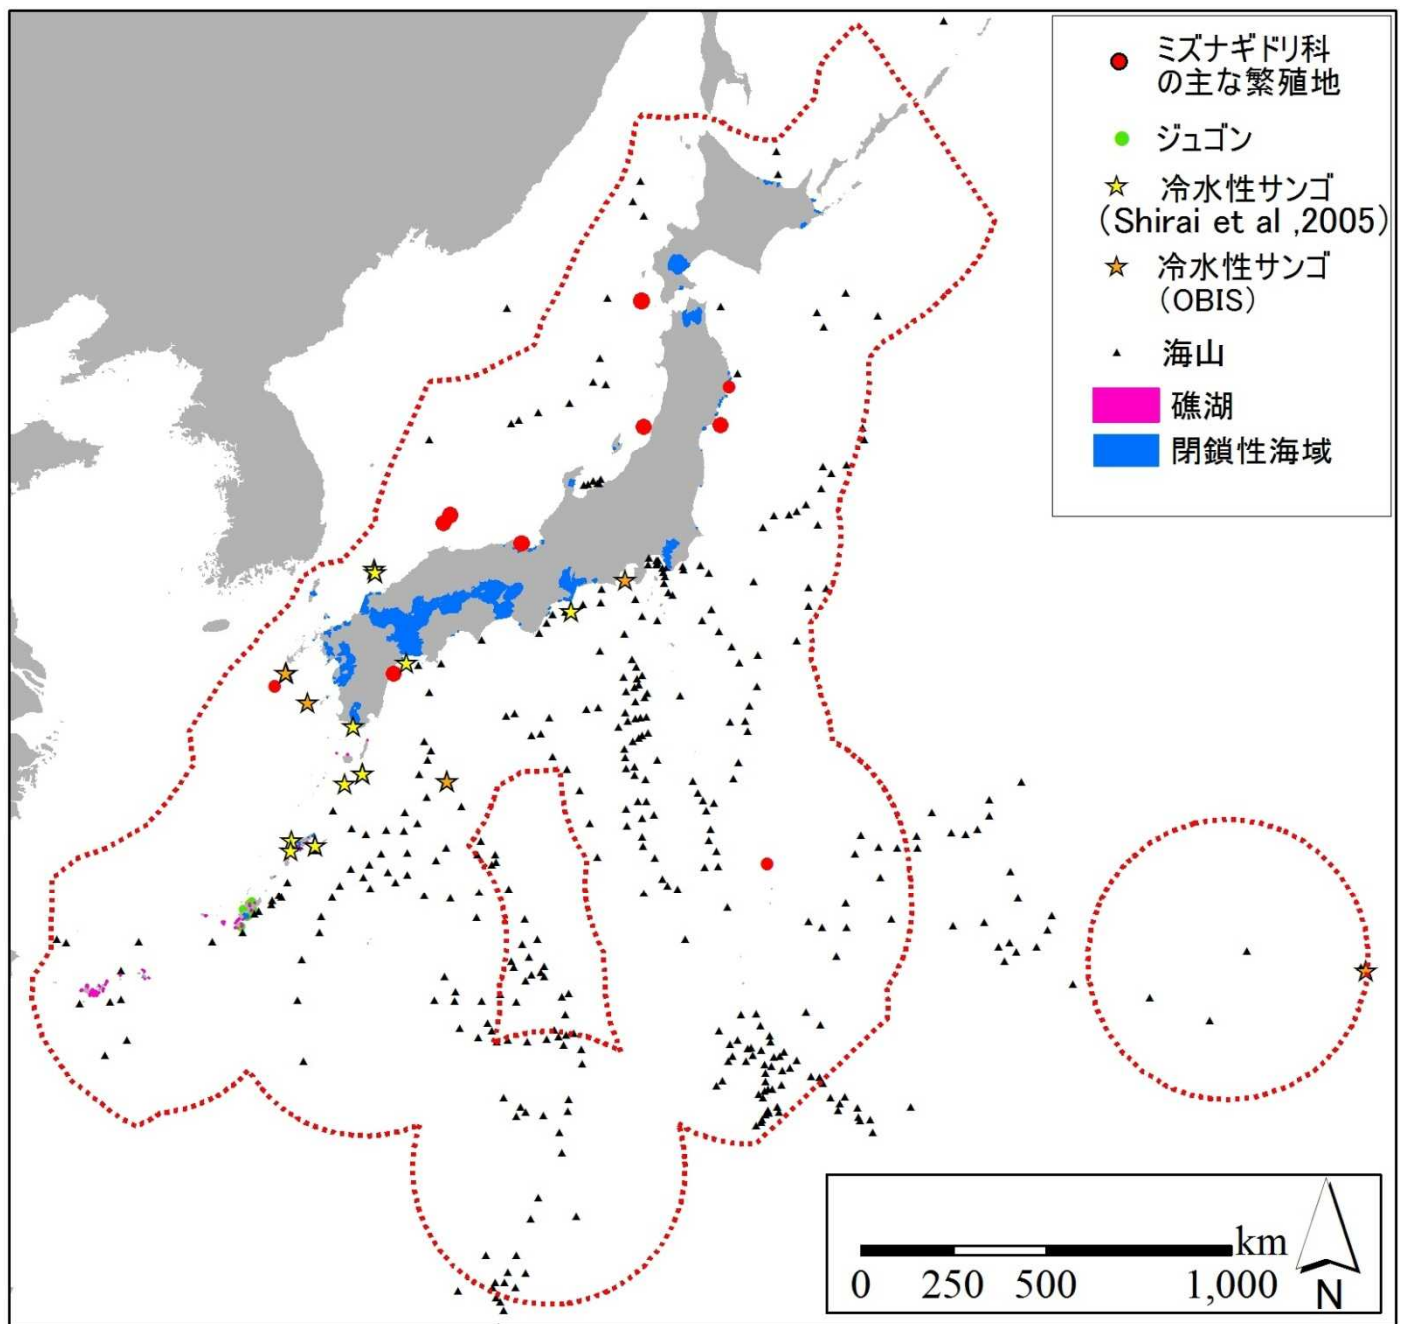 ミズナギドリ科
の主な繁殖地
ジュゴン
冷水性サンゴ
(Shirai et al ,2005)
冷水性サンゴ
(OBIS)
海山
礁湖
閉鎖性海域
km
0 250 500 1,000
N